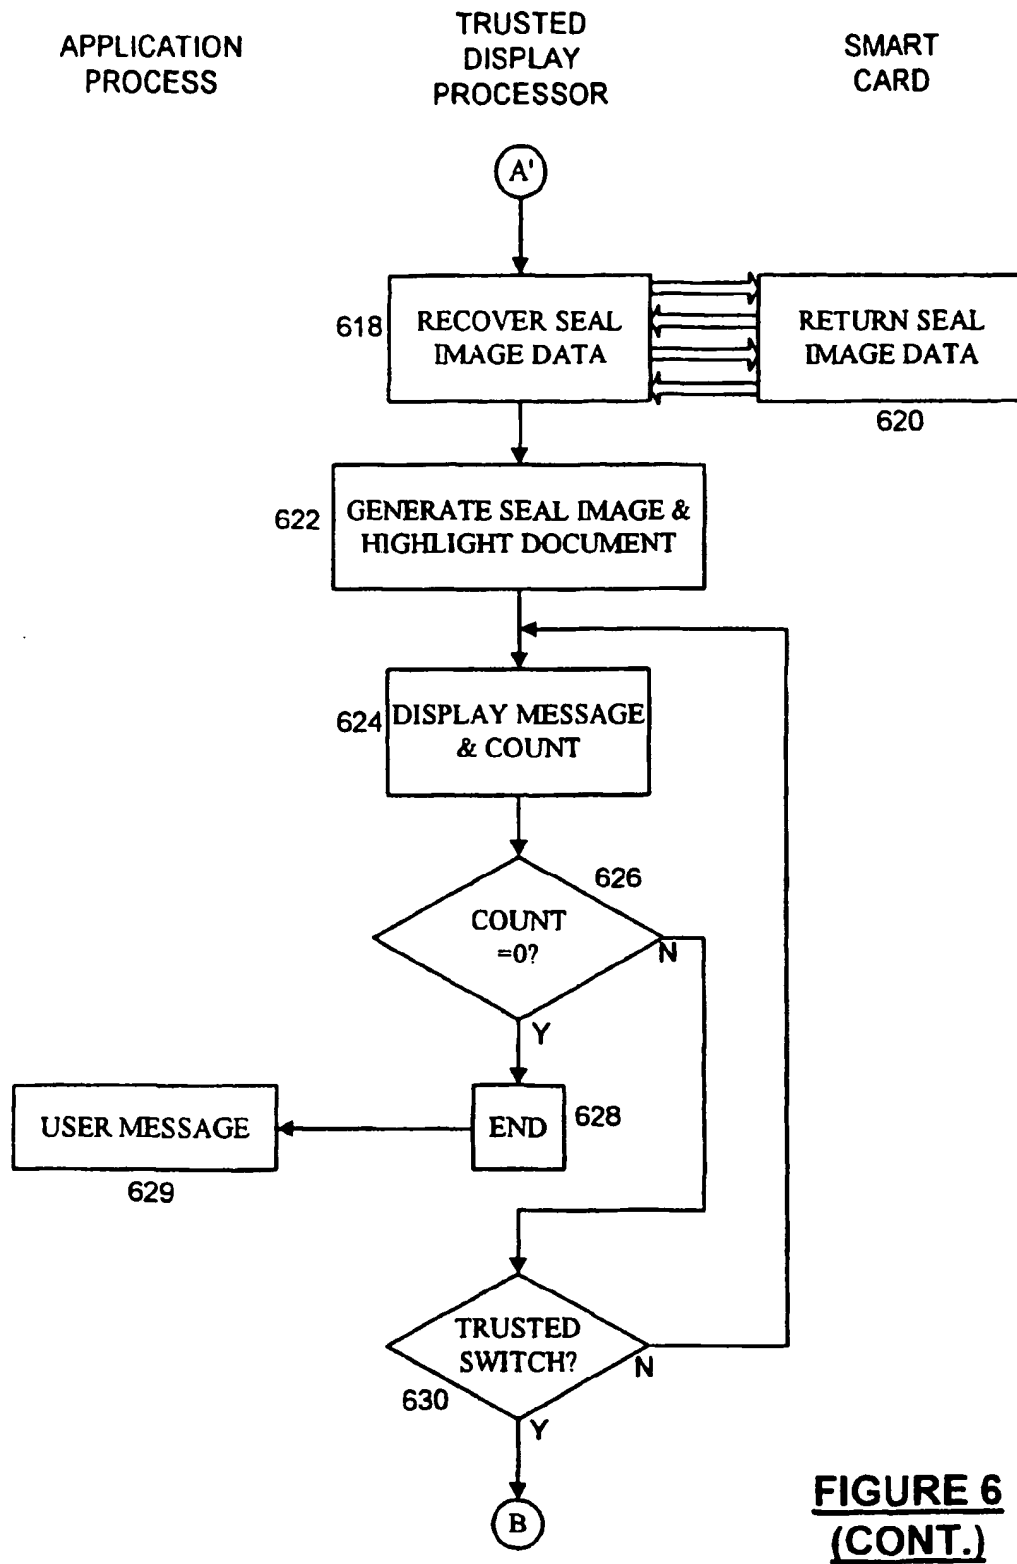 APPLICATION
PROCESS
TRUSTED
DISPLAY
PROCESSOR
SMART
CARD
A'
618
RECOVER SEAL
IMAGE DATA
RETURN SEAL
IMAGE DATA
620
622
GENERATE SEAL IMAGE &
HIGHLIGHT DOCUMENT
624
DISPLAY MESSAGE
& COUNT
626
COUNT
=0?
N
Y
USER MESSAGE
629
END
628
TRUSTED
SWITCH?
N
630
Y
B
FIGURE 6
(CONT.)